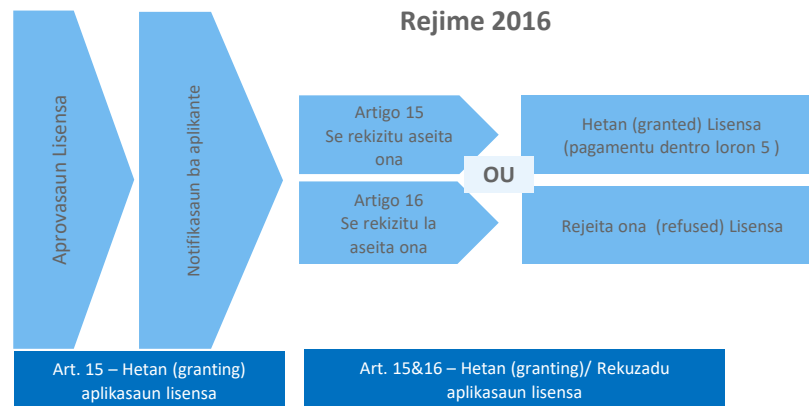 Rejime 2016
Aprovasaun Lisensa
Notifikasaun ba aplikante
Artigo 15
Se rekizitu aseita
ona
Hetan (granted) Lisensa
(pagamentu dentro loron 5 )
OU
Artigo 16
Se rekizitu la
aseita ona
Rejeita ona  (refused) Lisensa
Art. 15 – Hetan (granting)
aplikasaun lisensa
Art. 15&16 – Hetan (granting)/ Rekuzadu
aplikasaun lisensa